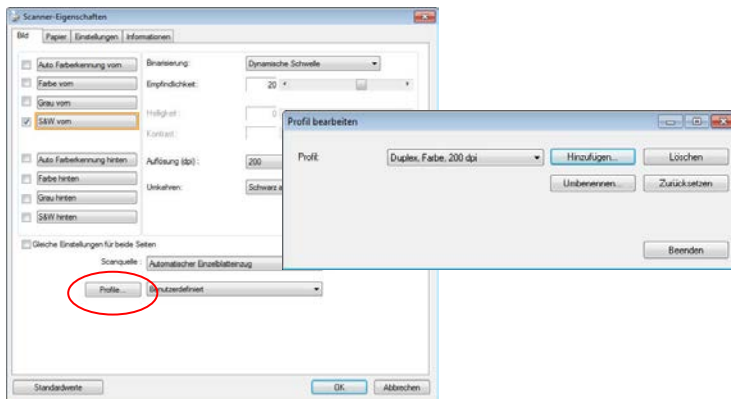 Scanner-Eigenschaften
Bild Papier Einstellungen Informationen
Auto Farberkennung vorn
Farbe vorn
Grau vorn
S&W vorn
Auto Farberkennung hinten
Farbe hinten
Grau hinten
S&W hinten
Binarisierung: Dynamische Schwelle
Empfindlichkeit: 20
Helligkeit: 0
Kontrast:
Auflösung (dpi) : 200
Umkehren: Schwarz a
Gleiche Einstellungen für beide Seiten
Scanquelle : Automatischer Einzelblatteinzug
Profile... Benutzerdefiniert
Standardwerte OK Abbrechen
Profil bearbeiten
Profil: Duplex, Farbe, 200 dpi Hinzufügen... Löschen
Umbenennen... Zurücksetzen
Beenden